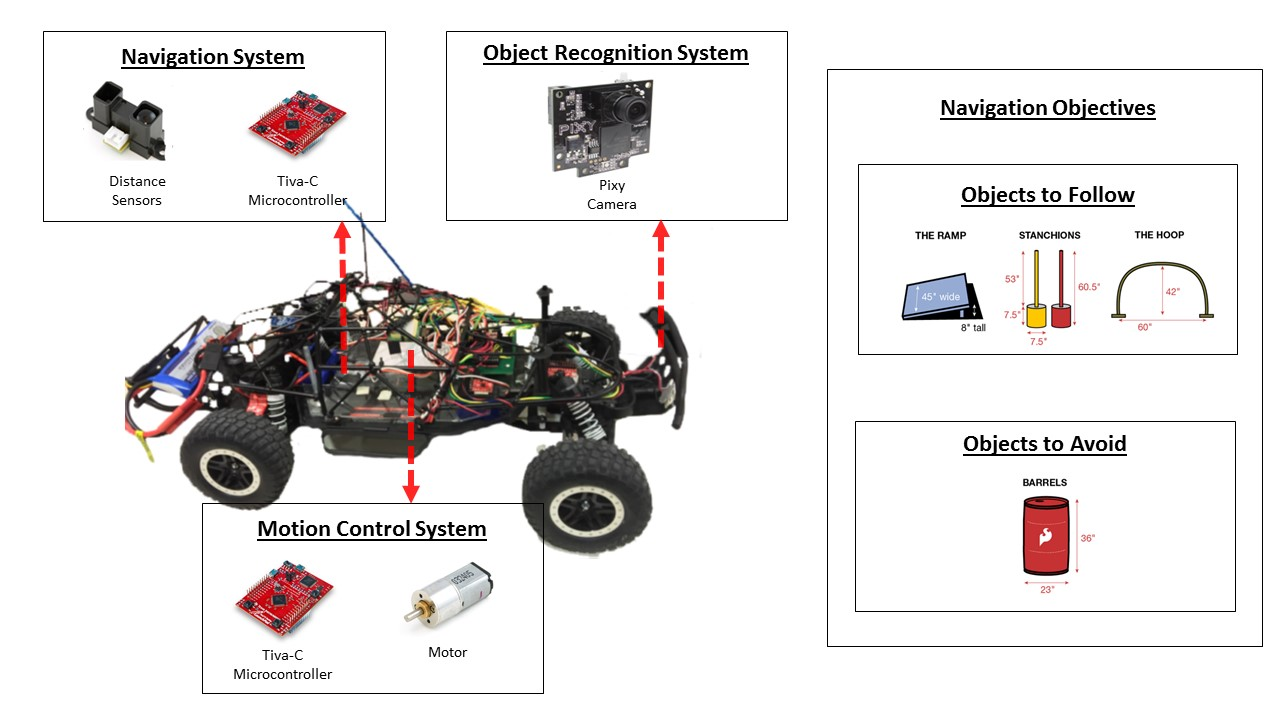 Navigation System
Distance
Sensors
Tiva-C
Microcontroller
Object Recognition System
PIXY
Pixy
Camera
Motion Control System
Tiva-C
Microcontroller
Motor
Navigation Objectives
Objects to Follow
THE RAMP
45" wide
8" tall
STANCHIONS
53"
60.5"
7.5"
7.5"
THE HOOP
42"
60"
Objects to Avoid
BARRELS
36"
23"